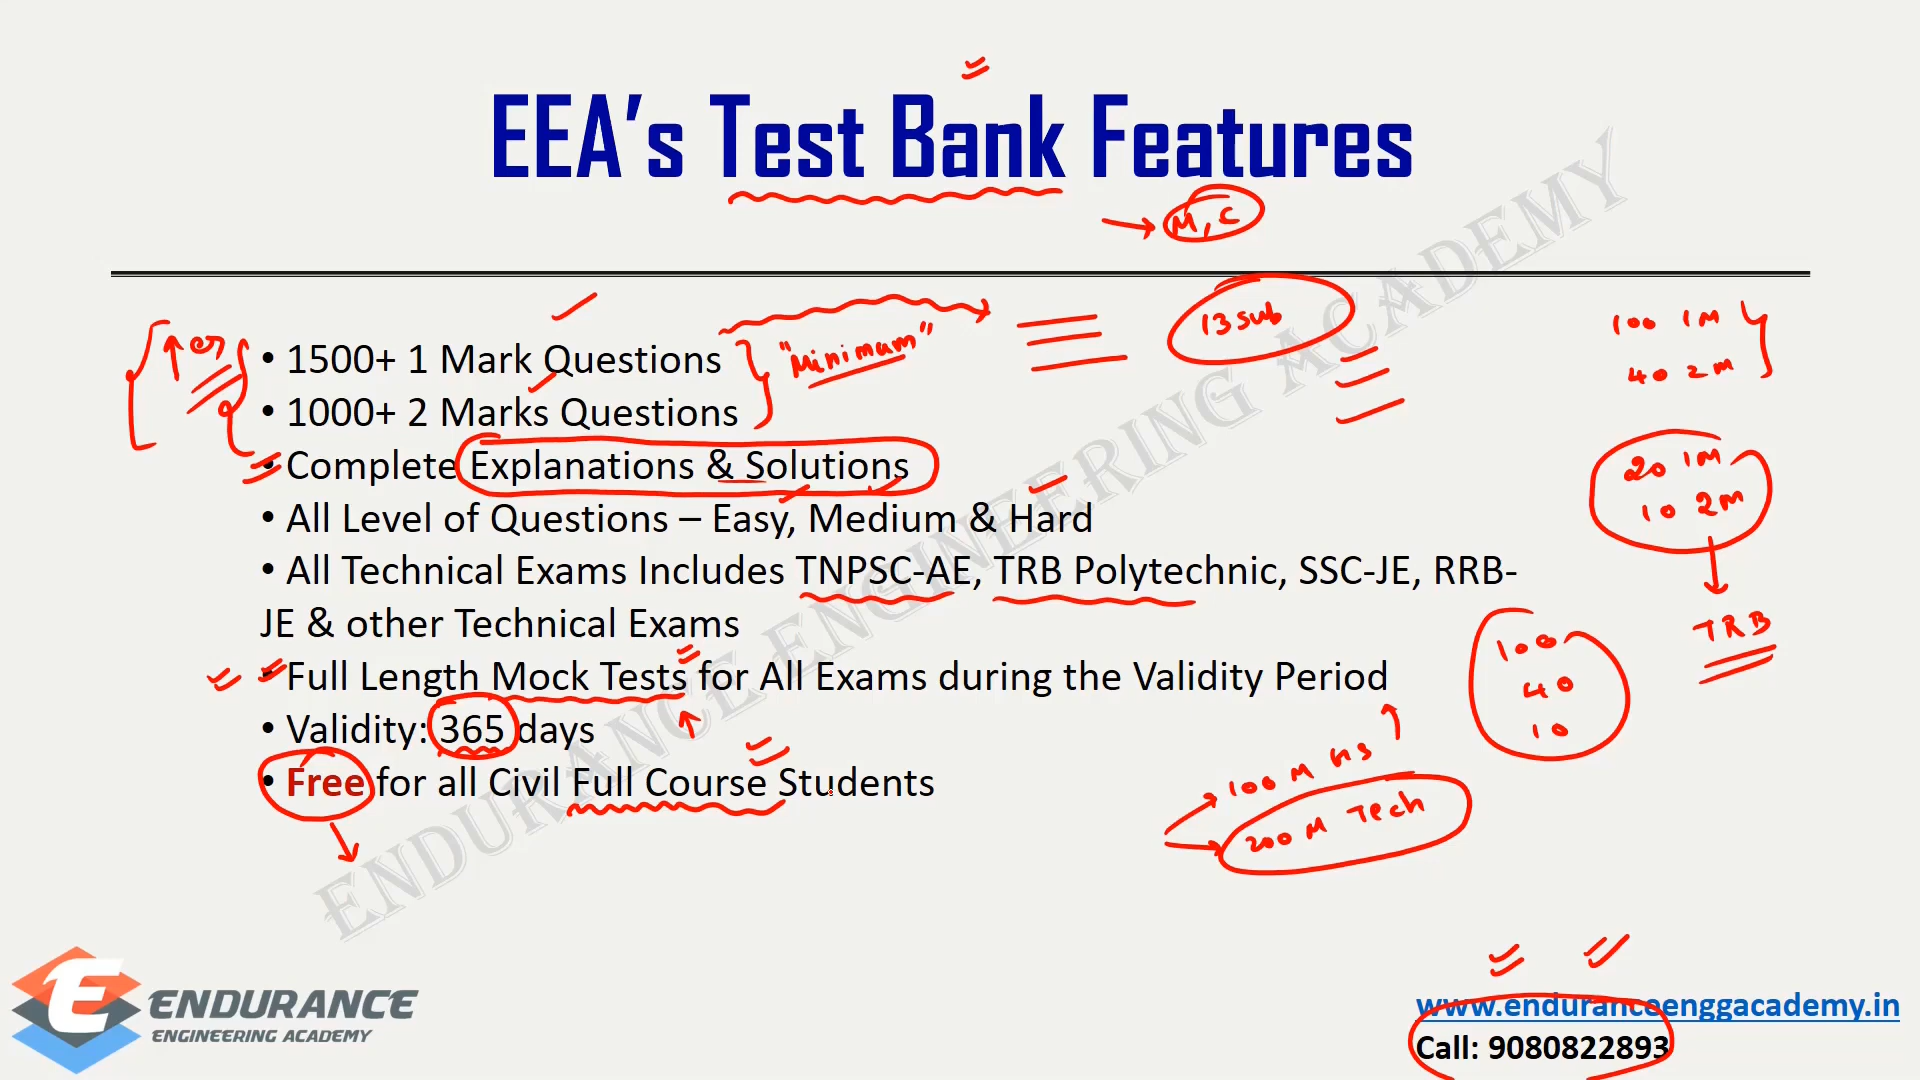 EEA's Test Bank Features
→ M, C
13 sub
100 1M
40 2M
• 1500+ 1 Mark Questions
"Minimum"
• 1000+ 2 Marks Questions
• Complete Explanations & Solutions
20 1M
10 2M
• All Level of Questions – Easy, Medium & Hard
• All Technical Exams Includes TNPSC-AE, TRB Polytechnic, SSC-JE, RRB-
JE & other Technical Exams
TRB
• Full Length Mock Tests for All Exams during the Validity Period
100
40
10
• Validity: 365 days
• Free for all Civil Full Course Students
200 M Tech
ENDURANCE ENGINEERING ACADEMY
ENDURANCE
ENGINEERING ACADEMY
www.enduranceenggacademy.in
Call: 9080822893